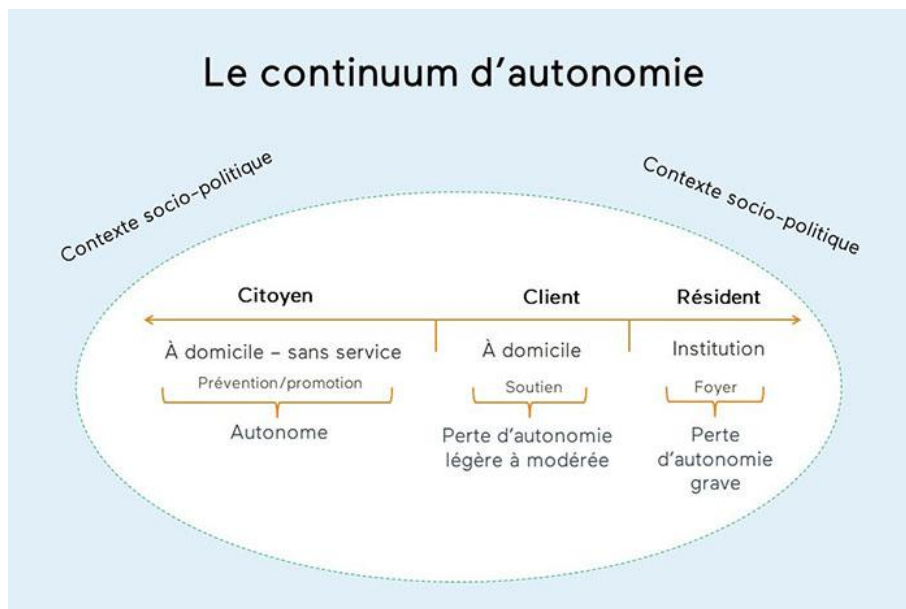 Le continuum d'autonomie
Contexte socio-politique
Contexte socio-politique
Citoyen
Client
Résident
À domicile – sans service
À domicile
Institution
Prévention/promotion
Soutien
Foyer
Autonome
Perte d'autonomie
légère à modérée
Perte
d'autonomie
grave